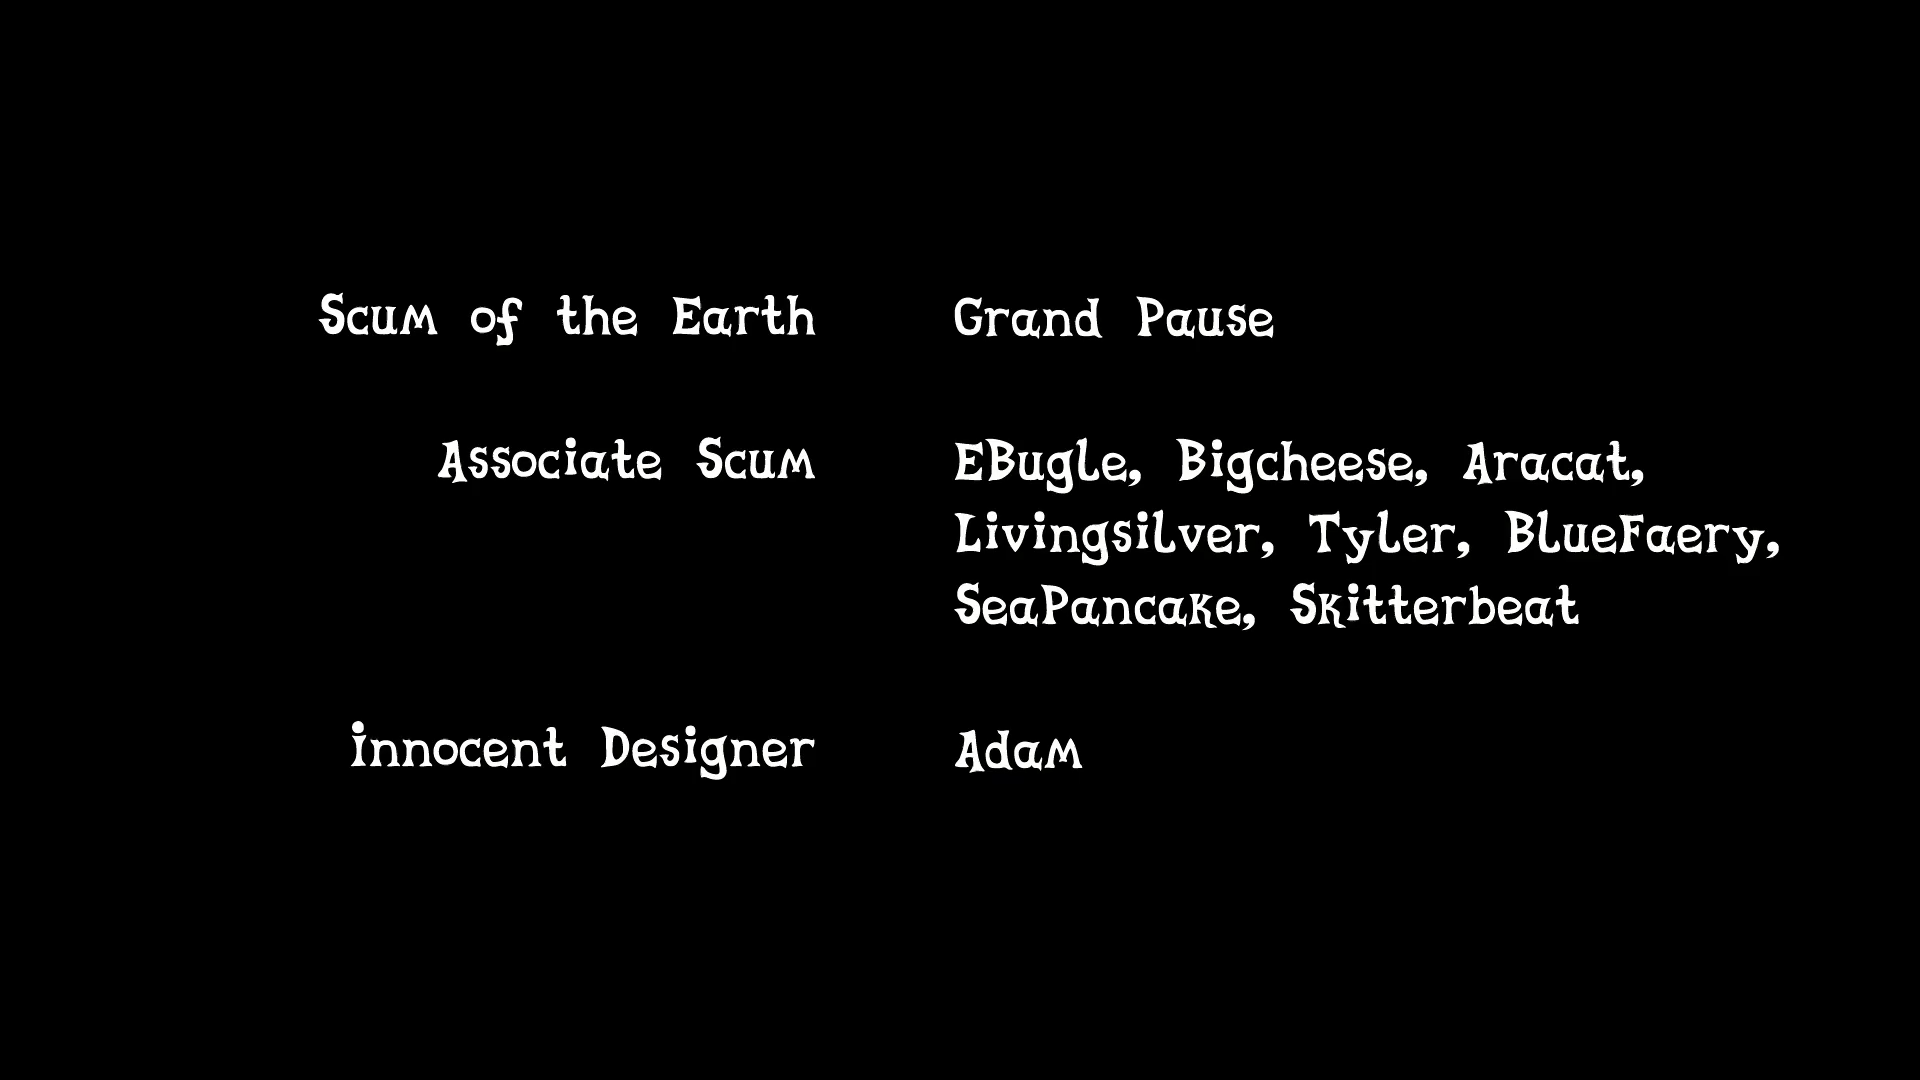 Scum of the Earth Grand Pause
Associate Scum EBugle, Bigcheese, Aracat,
Livingsilver, Tyler, BlueFaery,
SeaPancake, Skitterbeat
Innocent Designer Adam